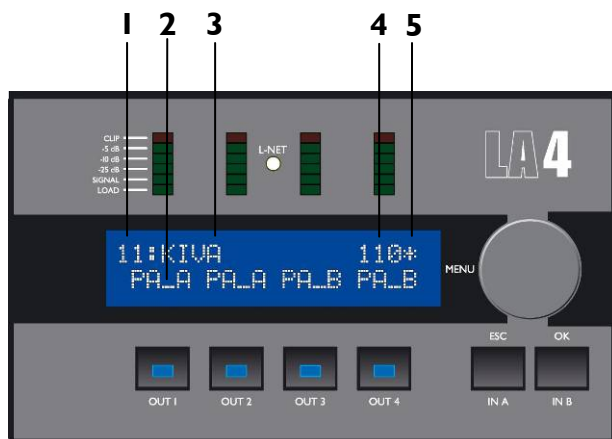 1 2 3 4 5
CLIP
-5 dB
-10 dB
-25 dB
SIGNAL
LOAD
L-NET
LA4
11:KIVA 110*
PA_A PA_A PA_B PA_B
MENU
ESC OK
OUT 1 OUT 2 OUT 3 OUT 4 IN A IN B